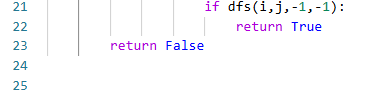 21 if dfs(i,j,-1,-1):
22 return True
23 return False
24
25